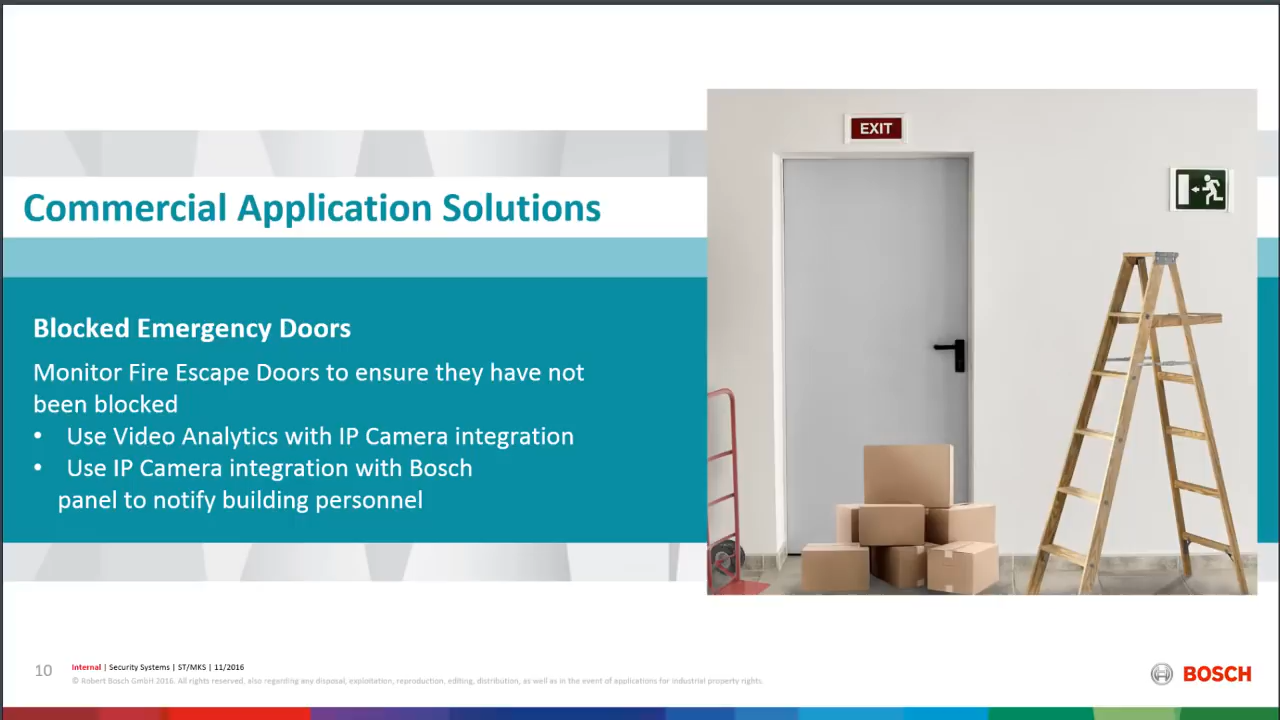 EXIT
Commercial Application Solutions
Blocked Emergency Doors
Monitor Fire Escape Doors to ensure they have not
been blocked
• Use Video Analytics with IP Camera integration
• Use IP Camera integration with Bosch
panel to notify building personnel
10
Internal | Security Systems | ST/MKS | 11/2016
© Robert Bosch GmbH 2016. All rights reserved, also regarding any disposal, exploitation, reproduction, editing, distribution, as well as in the event of applications for industrial property rights.
BOSCH